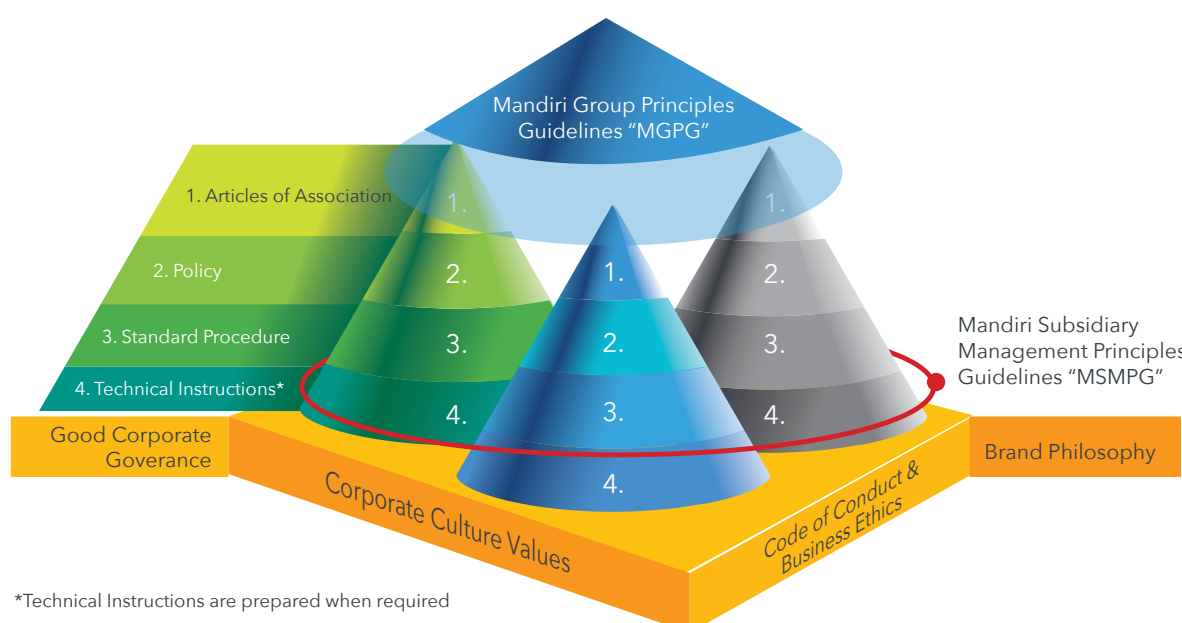 Mandiri Group Principles
Guidelines “MGPG”
1. Articles of Association
2. Policy
3. Standard Procedure
4. Technical Instructions*
1.
2.
3.
4.
1.
2.
3.
4.
1.
2.
3.
4.
Mandiri Subsidiary
Management Principles
Guidelines “MSMPG”
Good Corporate
Goverance
Corporate Culture Values
Code of Conduct &
Business Ethics
Brand Philosophy
*Technical Instructions are prepared when required